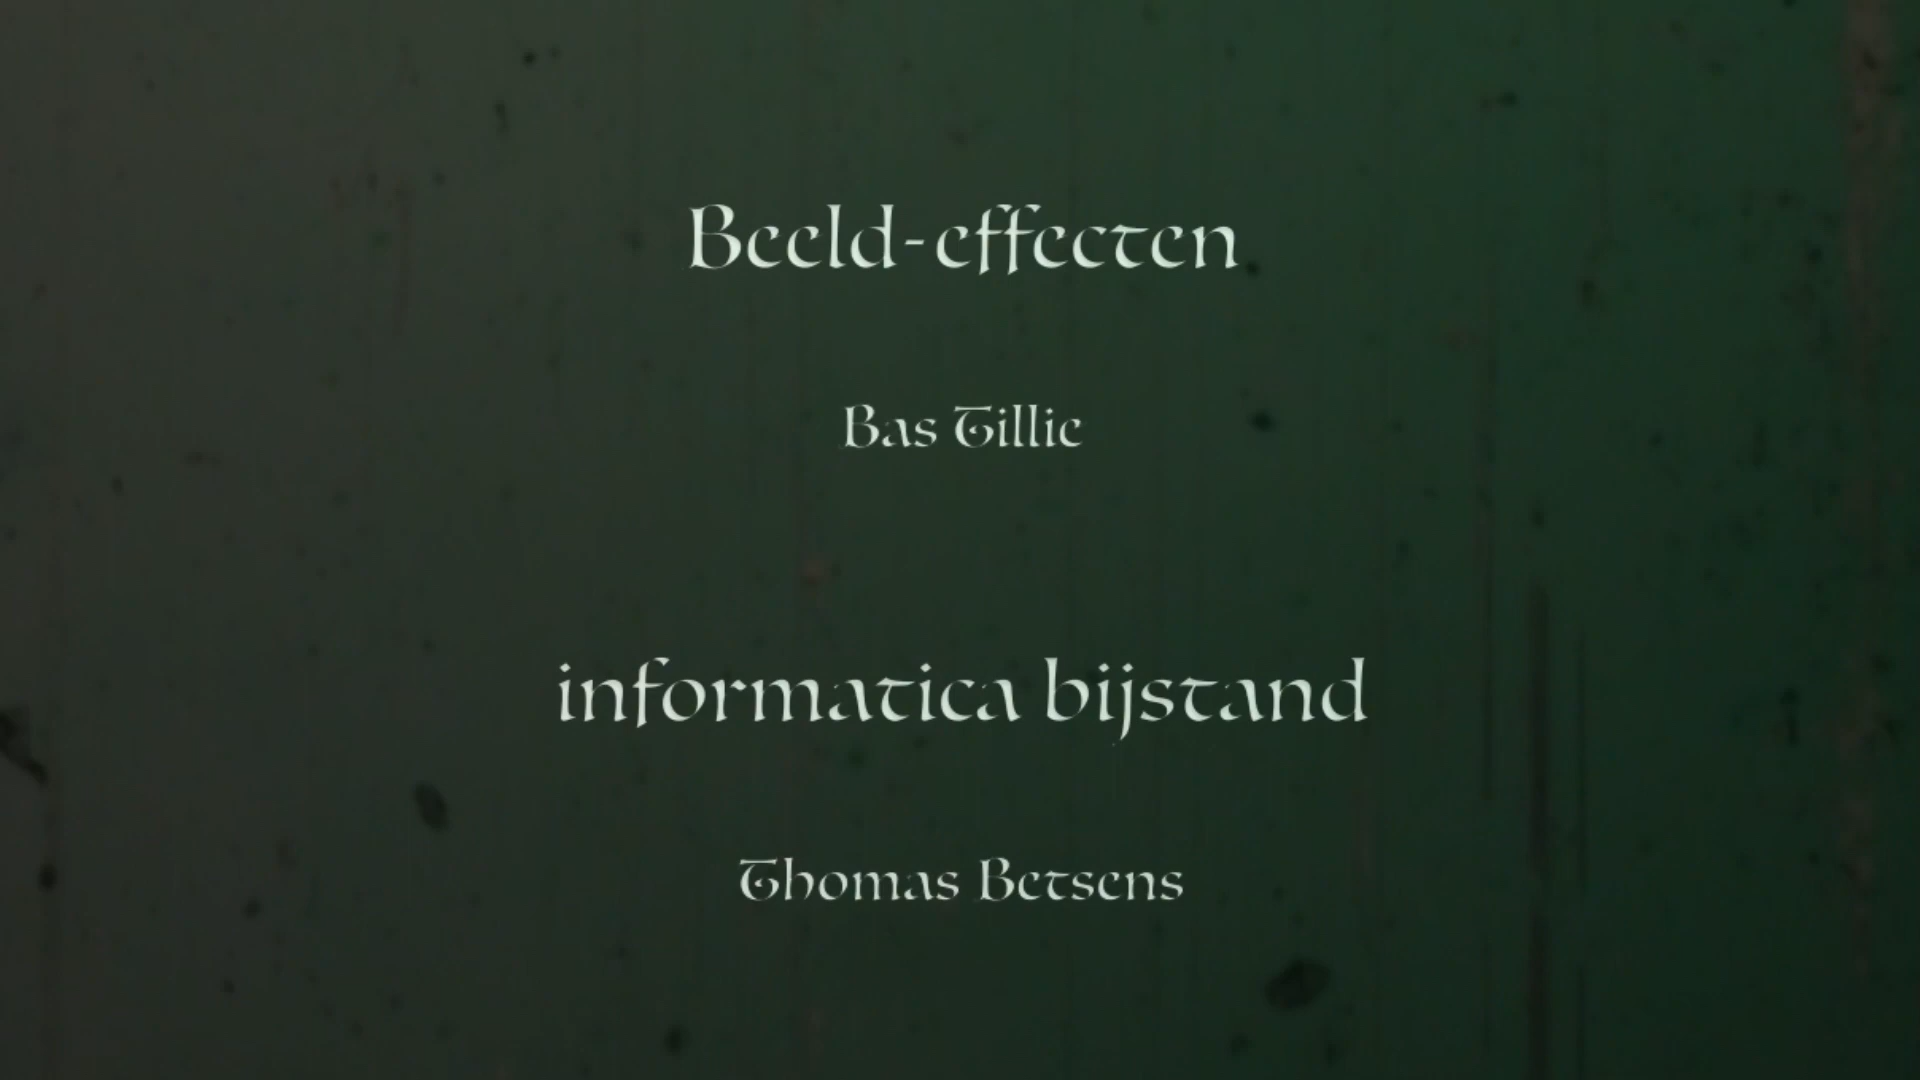 Beeld-effecten
Bas Tillie
informatica bijstand
Thomas Betsens